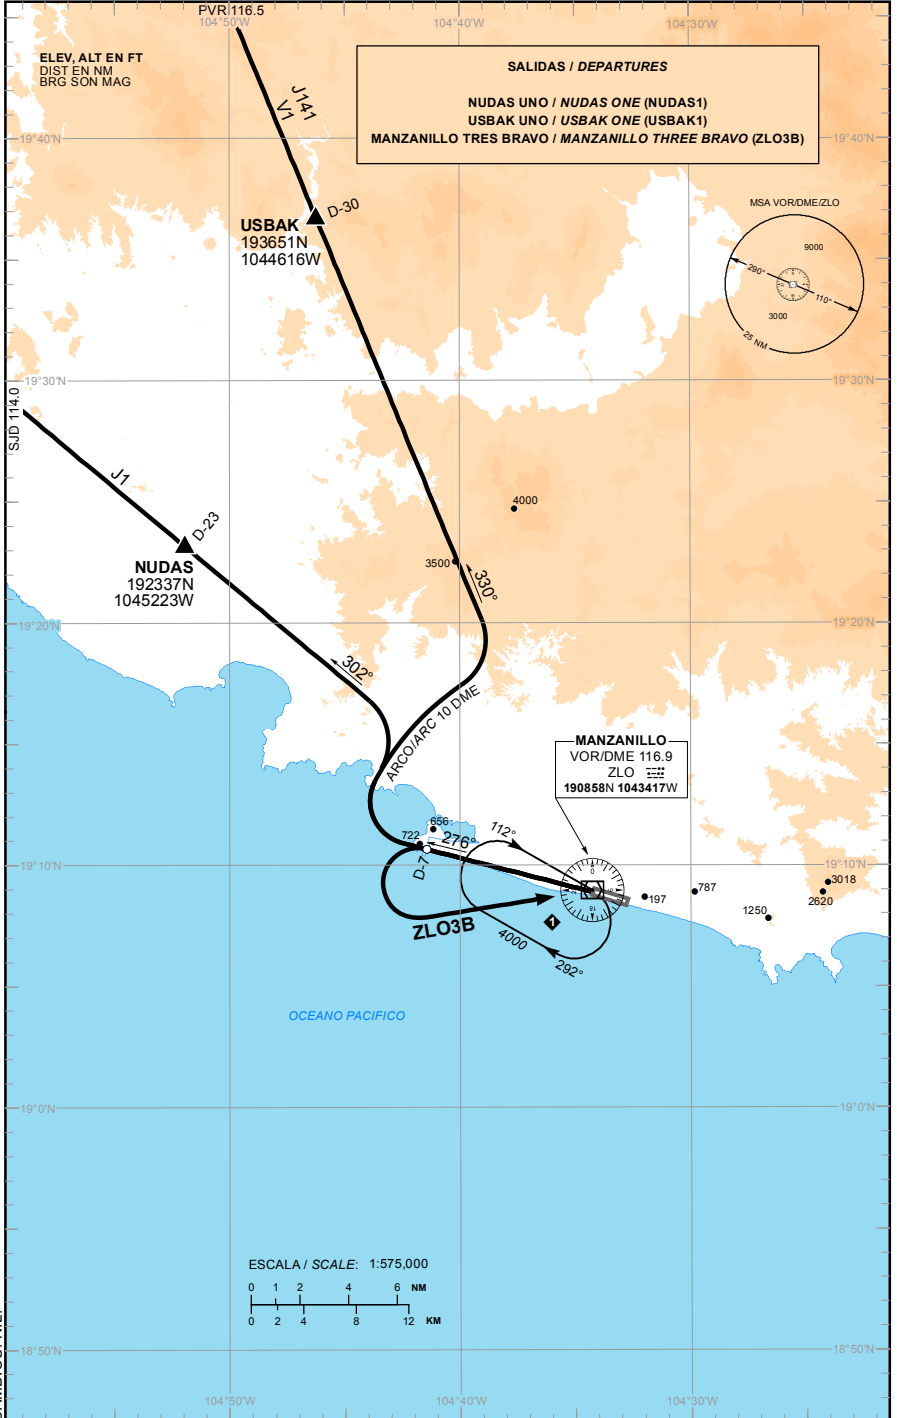 PVR 116.5
104°50'W
104°40'W
104°30'W
ELEV, ALT EN FT
DIST EN NM
BRG SON MAG
SALIDAS / DEPARTURES
NUDAS UNO / NUDAS ONE (NUDAS1)
USBAK UNO / USBAK ONE (USBAK1)
MANZANILLO TRES BRAVO / MANZANILLO THREE BRAVO (ZLO3B)
J141
V1
19°40'N
19°40'N
D-30
USBAK
193651N
1044616W
MSA VOR/DME/ZLO
9000
290°
110°
3000
25 NM
19°30'N
19°30'N
SJD 114.0
J1
4000
D-23
NUDAS
192337N
1045223W
3500
330°
19°20'N
19°20'N
302°
ARCO/ARC 10 DME
MANZANILLO
VOR/DME 116.9
ZLO
190858N 1043417W
656
722
276°
112°
D-7
19°10'N
19°10'N
0
18
3018
787
2620
197
1250
ZLO3B
1
4000
292°
OCEANO PACIFICO
19°0'N
19°0'N
ESCALA / SCALE: 1:575,000
0 1 2 4 6 NM
0 2 4 8 12 KM
18°50'N
18°50'N
104°50'W
104°40'W
104°30'W